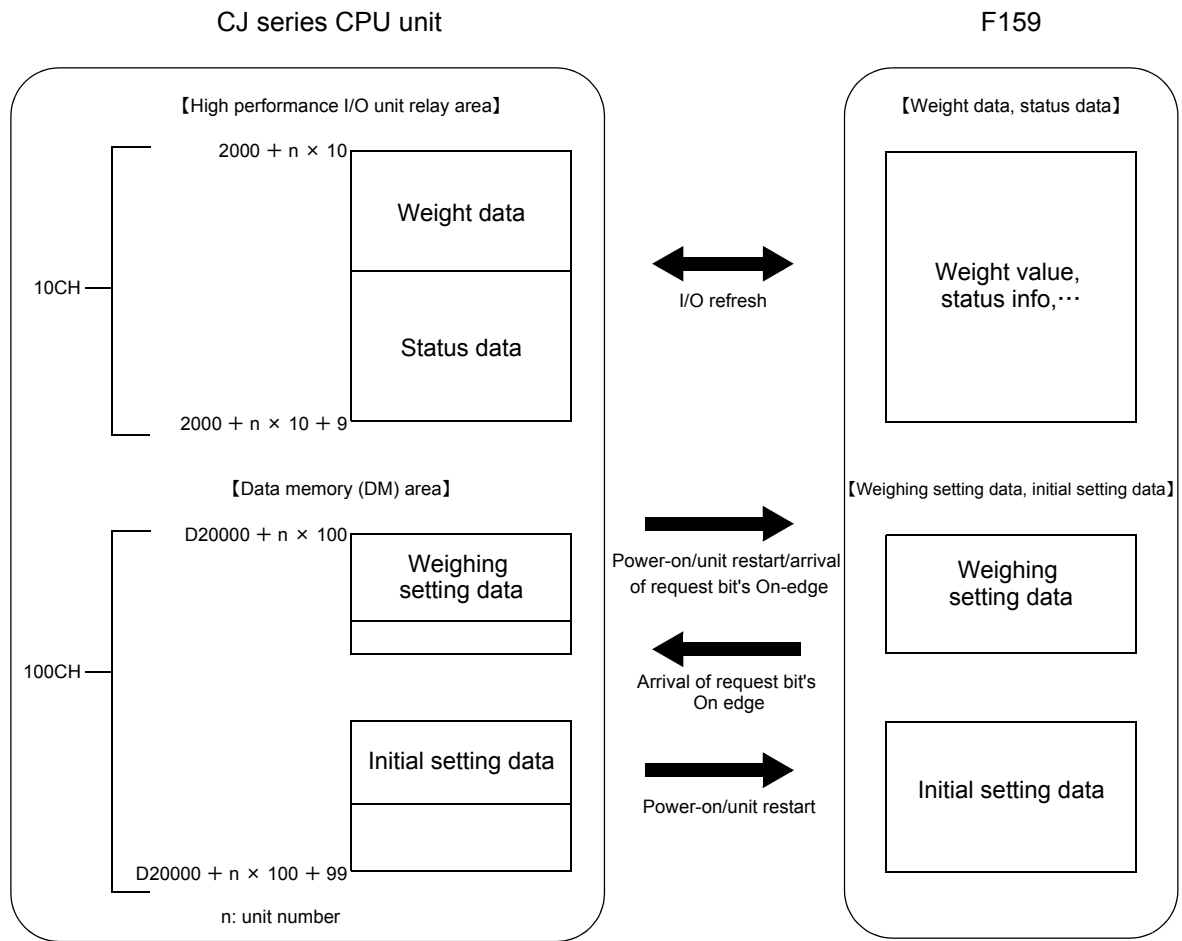 CJ series CPU unit
F159
【High performance I/O unit relay area】
2000 + n × 10
Weight data
10CH
Status data
2000 + n × 10 + 9
I/O refresh
【Weight data, status data】
Weight value,
status info,⋯
【Data memory (DM) area】
D20000 + n × 100
Weighing
setting data
100CH
Initial setting data
D20000 + n × 100 + 99
n: unit number
Power-on/unit restart/arrival
of request bit's On-edge
Arrival of request bit's
On edge
Power-on/unit restart
【Weighing setting data, initial setting data】
Weighing
setting data
Initial setting data